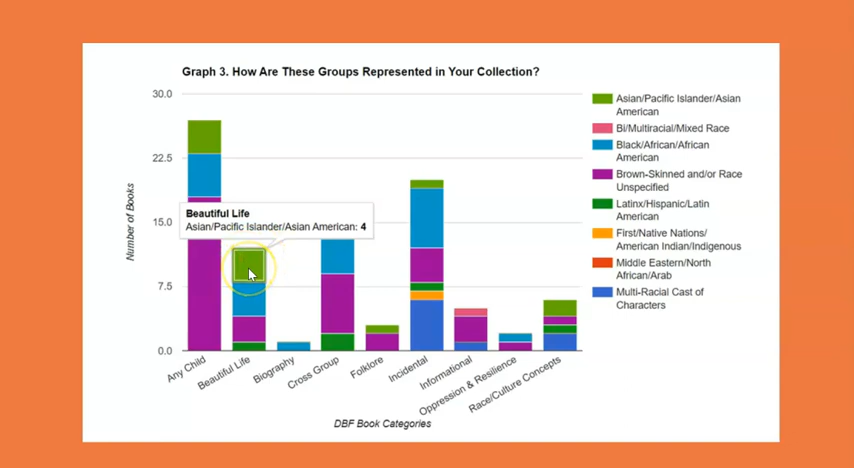 Graph 3. How Are These Groups Represented in Your Collection?
30.0
22.5
15.0
7.5
0.0
Number of Books
Beautiful Life
Asian/Pacific Islander/Asian American: 4
Any Child
Beautiful Life
Biography
Cross Group
Folklore
Incidental
Informational
Oppression & Resilience
Race/Culture Concepts
DBF Book Categories
Asian/Pacific Islander/Asian
American
Bi/Multiracial/Mixed Race
Black/African/African
American
Brown-Skinned and/or Race
Unspecified
Latinx/Hispanic/Latin
American
First/Native Nations/
American Indian/Indigenous
Middle Eastern/North
African/Arab
Multi-Racial Cast of
Characters